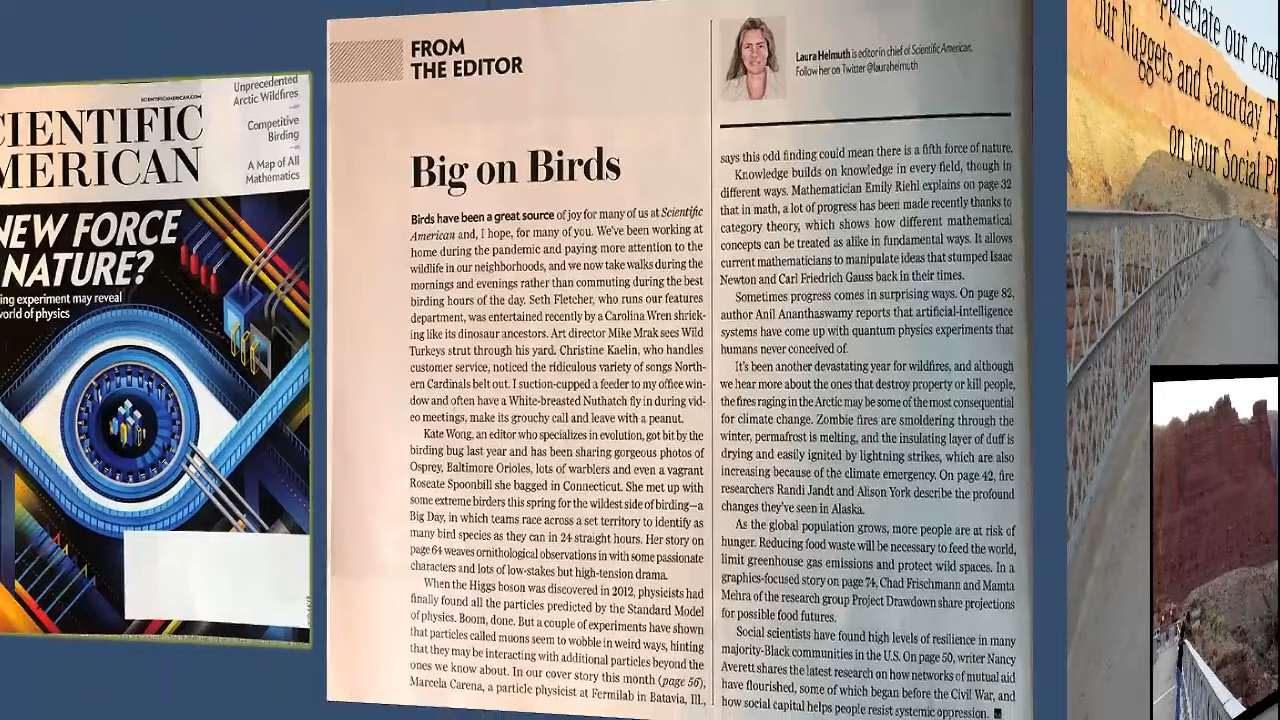 SCIENTIFICAMERICAN.COM
CIENTIFIC
MERICAN
Unprecedented
Arctic Wildfires
Competitive
Birding
A Map of All
Mathematics
NEW FORCE
NATURE?
ing experiment may reveal
world of physics
FROM
THE EDITOR
Laura Helmuth is editor in chief of Scientific American.
Follow her on Twitter @laurahelmuth
Big on Birds
Birds have been a great source of joy for many of us at Scientific
American and, I hope, for many of you. We've been working at
home during the pandemic and paying more attention to the
wildlife in our neighborhoods, and we now take walks during the
mornings and evenings rather than commuting during the best
birding hours of the day. Seth Fletcher, who runs our features
department, was entertained recently by a Carolina Wren shriek-
ing like its dinosaur ancestors. Art director Mike Mrak sees Wild
Turkeys strut through his yard. Christine Kaelin, who handles
customer service, noticed the ridiculous variety of songs North-
ern Cardinals belt out. I suction-cupped a feeder to my office win-
dow and often have a White-breasted Nuthatch fly in during vid-
eo meetings, make its grouchy call and leave with a peanut.
Kate Wong, an editor who specializes in evolution, got bit by the
birding bug last year and has been sharing gorgeous photos of
Osprey, Baltimore Orioles, lots of warblers and even a vagrant
Roseate Spoonbill she bagged in Connecticut. She met up with
some extreme birders this spring for the wildest side of birding—a
Big Day, in which teams race across a set territory to identify as
many bird species as they can in 24 straight hours. Her story on
page 64 weaves ornithological observations in with some passionate
characters and lots of low-stakes but high-tension drama.
When the Higgs boson was discovered in 2012, physicists had
finally found all the particles predicted by the Standard Model
of physics. Boom, done. But a couple of experiments have shown
that particles called muons seem to wobble in weird ways, hinting
that they may be interacting with additional particles beyond the
ones we know about. In our cover story this month (page 56),
Marcela Carena, a particle physicist at Fermilab in Batavia, Ill.,
says this odd finding could mean there is a fifth force of nature.
Knowledge builds on knowledge in every field, though in
different ways. Mathematician Emily Riehl explains on page 32
that in math, a lot of progress has been made recently thanks to
category theory, which shows how different mathematical
concepts can be treated as alike in fundamental ways. It allows
current mathematicians to manipulate ideas that stumped Isaac
Newton and Carl Friedrich Gauss back in their times.
Sometimes progress comes in surprising ways. On page 82,
author Anil Ananthaswamy reports that artificial-intelligence
systems have come up with quantum physics experiments that
humans never conceived of.
It's been another devastating year for wildfires, and although
we hear more about the ones that destroy property or kill people,
the fires raging in the Arctic may be some of the most consequential
for climate change. Zombie fires are smoldering through the
winter, permafrost is melting, and the insulating layer of duff is
drying and easily ignited by lightning strikes, which are also
increasing because of the climate emergency. On page 42, fire
researchers Randi Jandt and Alison York describe the profound
changes they've seen in Alaska.
As the global population grows, more people are at risk of
hunger. Reducing food waste will be necessary to feed the world,
limit greenhouse gas emissions and protect wild spaces. In a
graphics-focused story on page 74, Chad Frischmann and Mamta
Mehra of the research group Project Drawdown share projections
for possible food futures.
Social scientists have found high levels of resilience in many
majority-Black communities in the U.S. On page 50, writer Nancy
Averett shares the latest research on how networks of mutual aid
have flourished, some of which began before the Civil War, and
how social capital helps people resist systemic oppression.
ppreciate our cont
our Nuggets and Saturday T
on your Social Pl